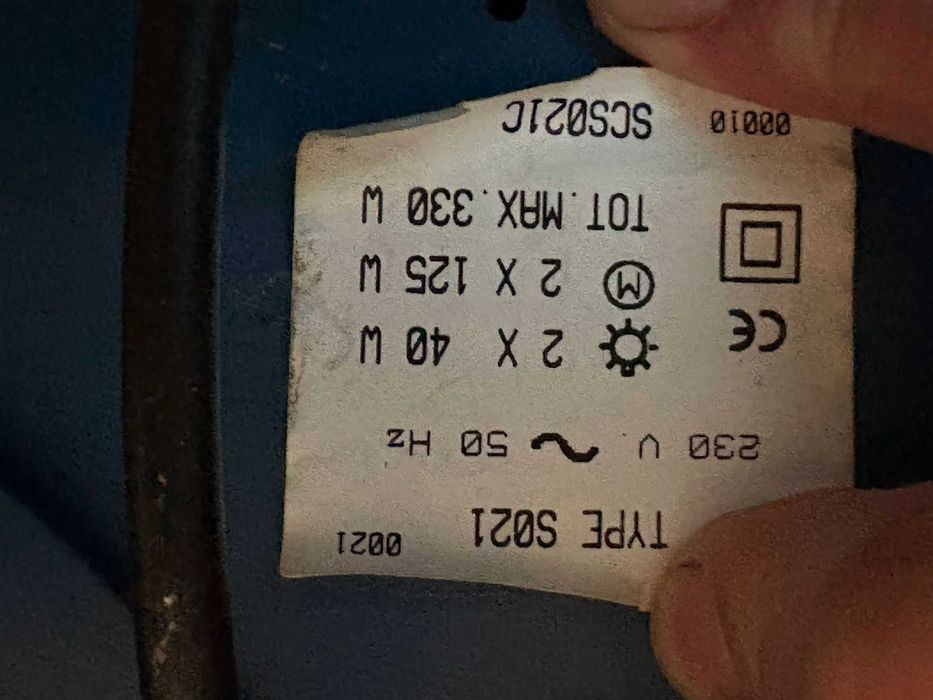 TYPE S021 0021
230 V ~ 50 Hz
2 X 40 W
CE
M 2 X 125 W
TOT.MAX.330 W
00010 SCS021C